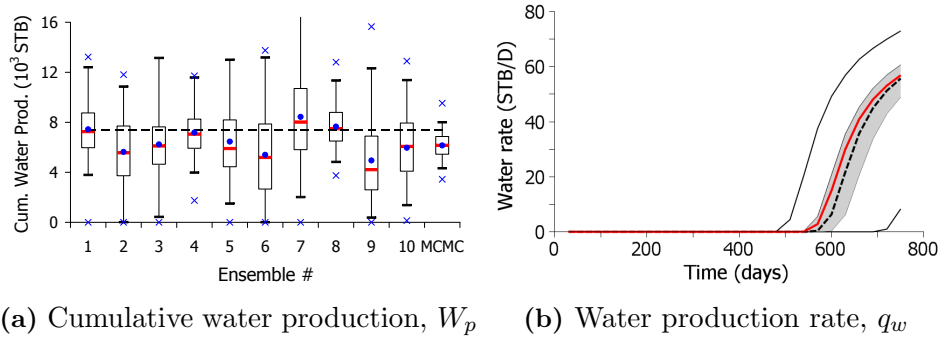 Cum. Water Prod. (10³ STB)
16
12
8
4
0
1 2 3 4 5 6 7 8 9 10 MCMC
Ensemble #
(a) Cumulative water production, Wₚ
Water rate (STB/D)
80
60
40
20
0
0 200 400 600 800
Time (days)
(b) Water production rate, q_w